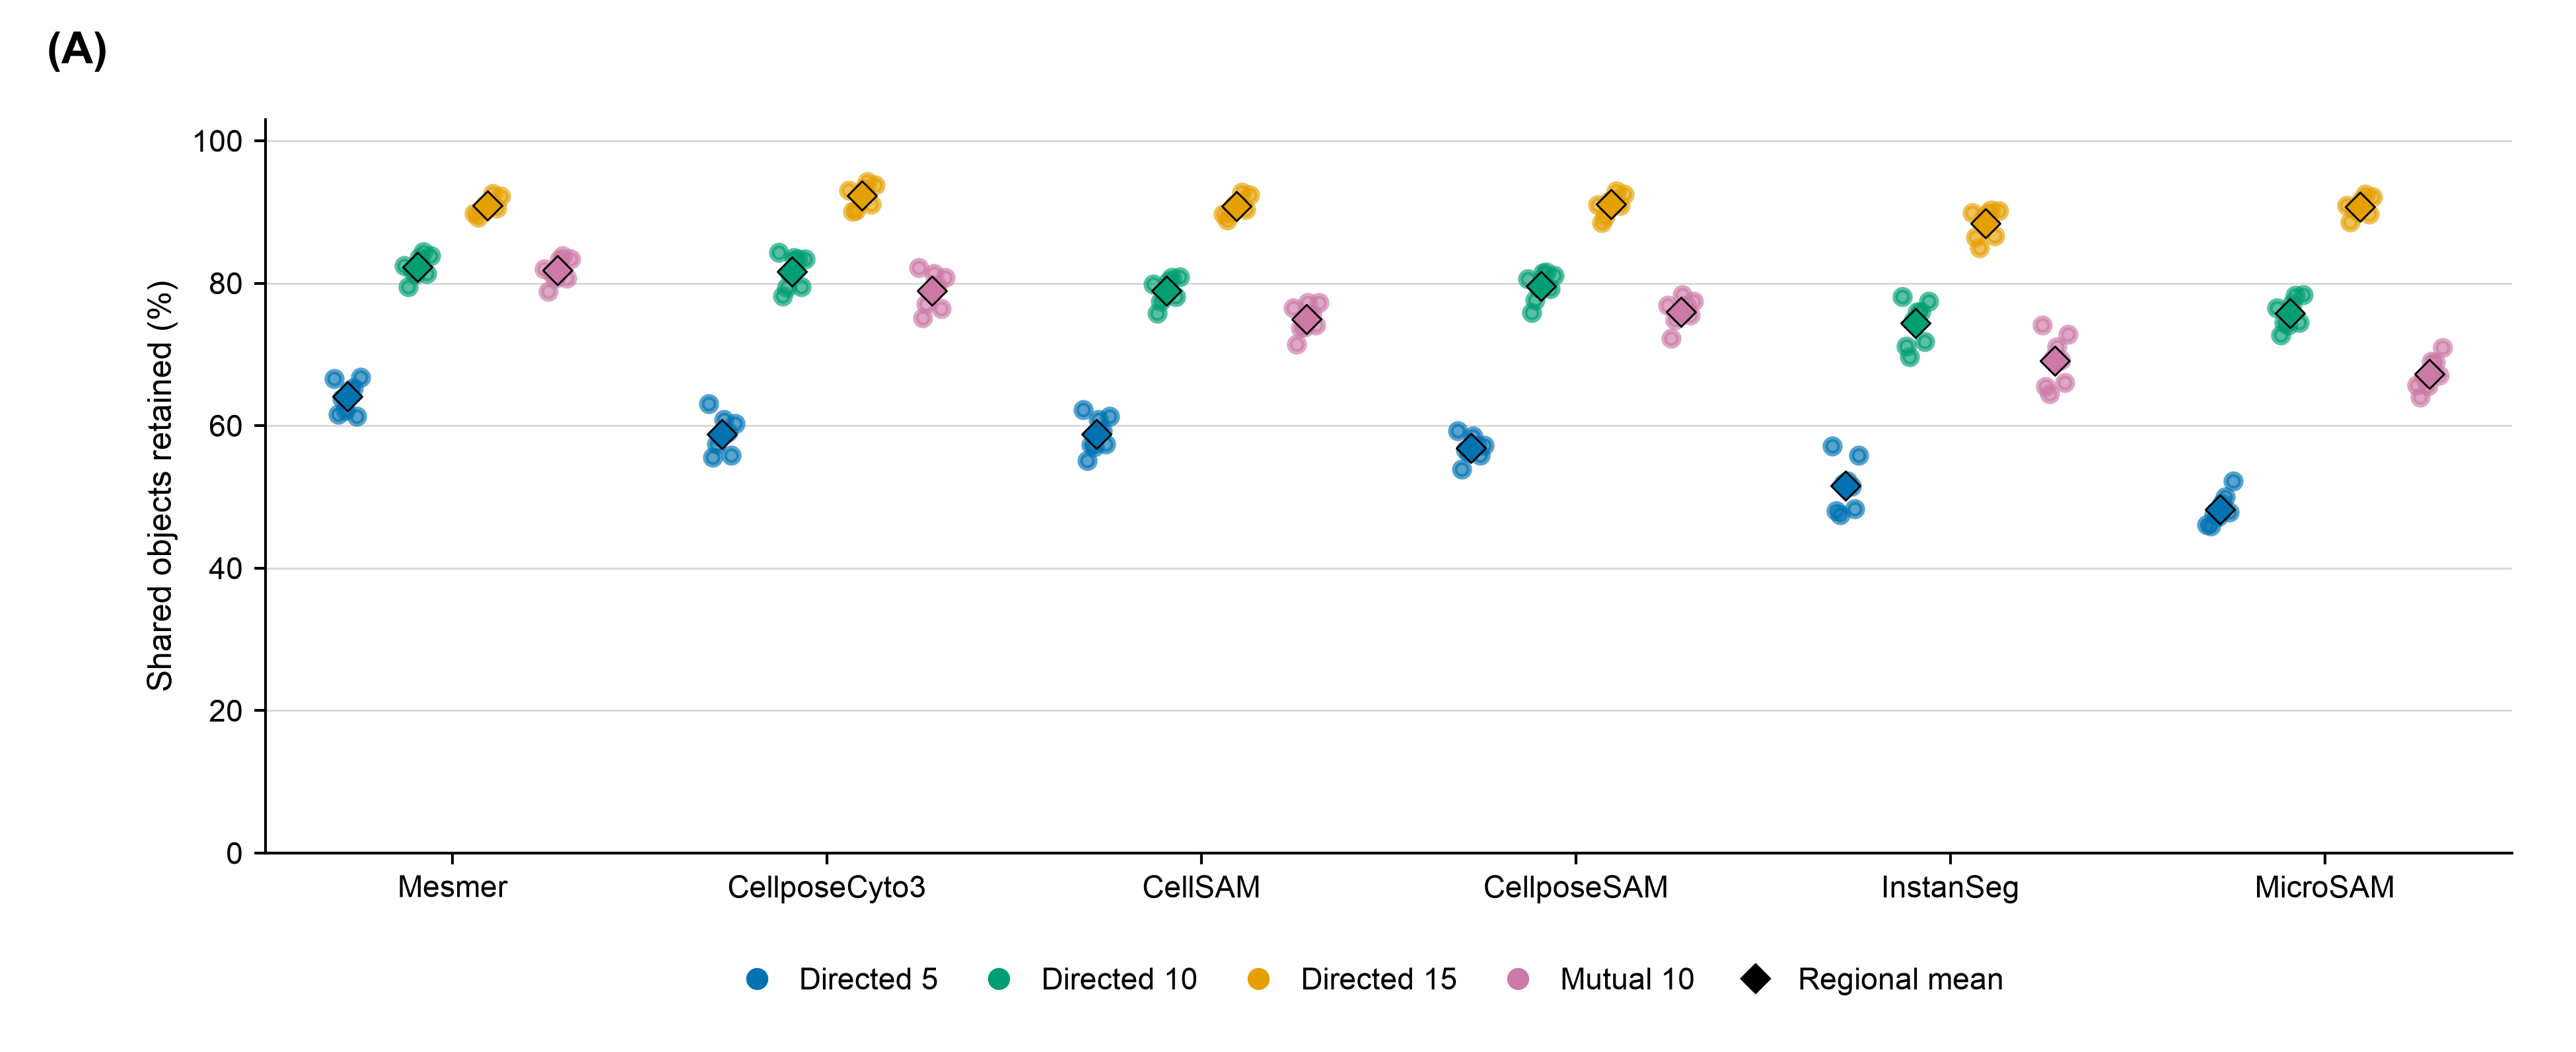 (A)
Shared objects retained (%)
100
80
60
40
20
0
Mesmer CellposeCyto3 CellSAM CellposeSAM InstanSeg MicroSAM
Directed 5 Directed 10 Directed 15 Mutual 10 Regional mean